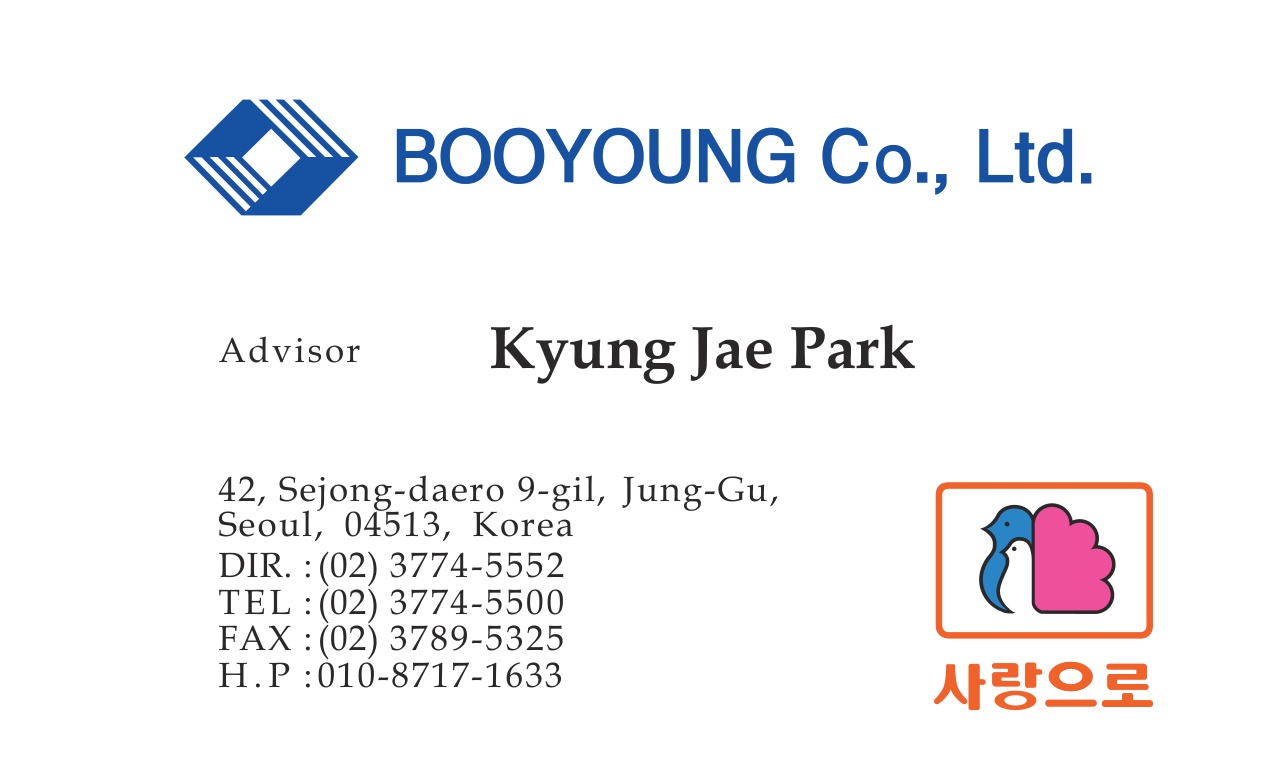 BOOYOUNG Co., Ltd.
Advisor Kyung Jae Park
42, Sejong-daero 9-gil, Jung-Gu,
Seoul, 04513, Korea
DIR. : (02) 3774-5552
TEL : (02) 3774-5500
FAX : (02) 3789-5325
H.P : 010-8717-1633
사랑으로